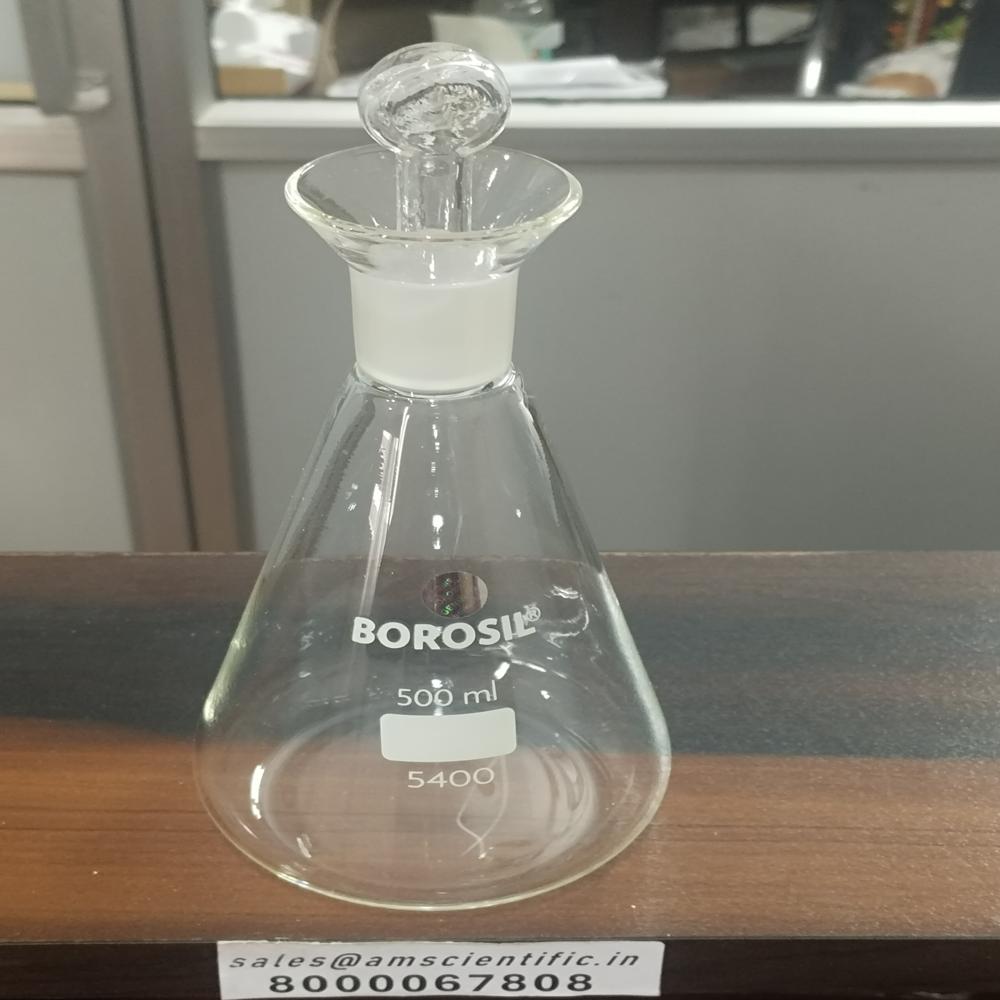 BOROSIL®
500 ml
5400
sales@amscientific.in
8000067808